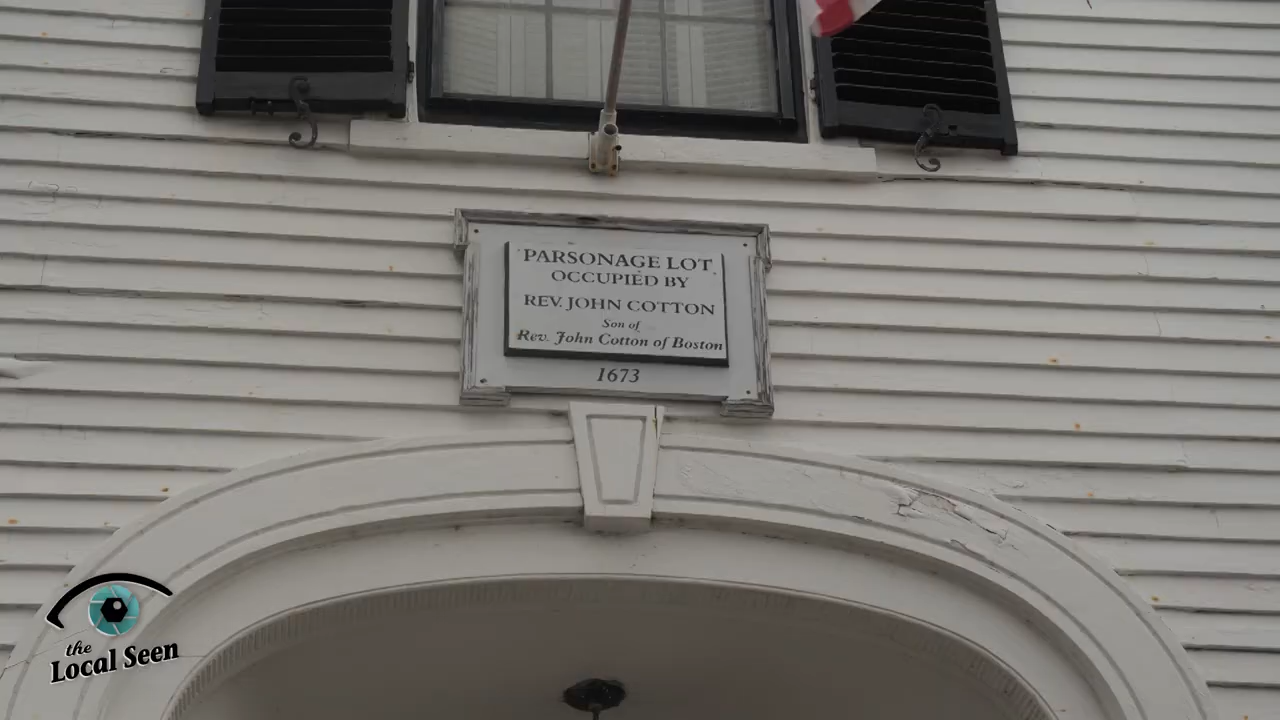 PARSONAGE LOT
OCCUPIED BY
REV. JOHN COTTON
Son of
Rev. John Cotton of Boston
1673
the
Local Seen